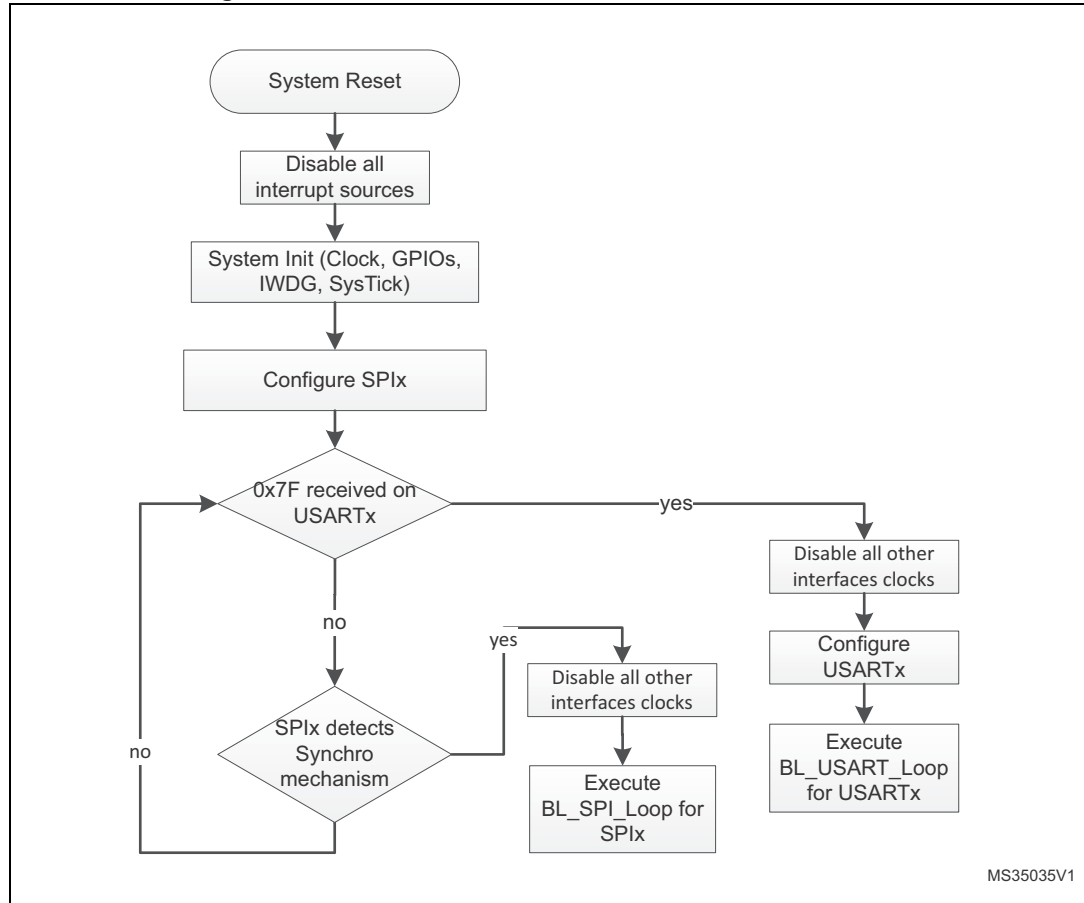 System Reset
Disable all
interrupt sources
System Init (Clock, GPIOs,
IWDG, SysTick)
Configure SPIx
0x7F received on
USARTx
yes
Disable all other
interfaces clocks
Configure
USARTx
Execute
BL_USART_Loop
for USARTx
no
yes
Disable all other
interfaces clocks
Execute
BL_SPI_Loop for
SPIx
SPIx detects
Synchro
mechanism
no
MS35035V1